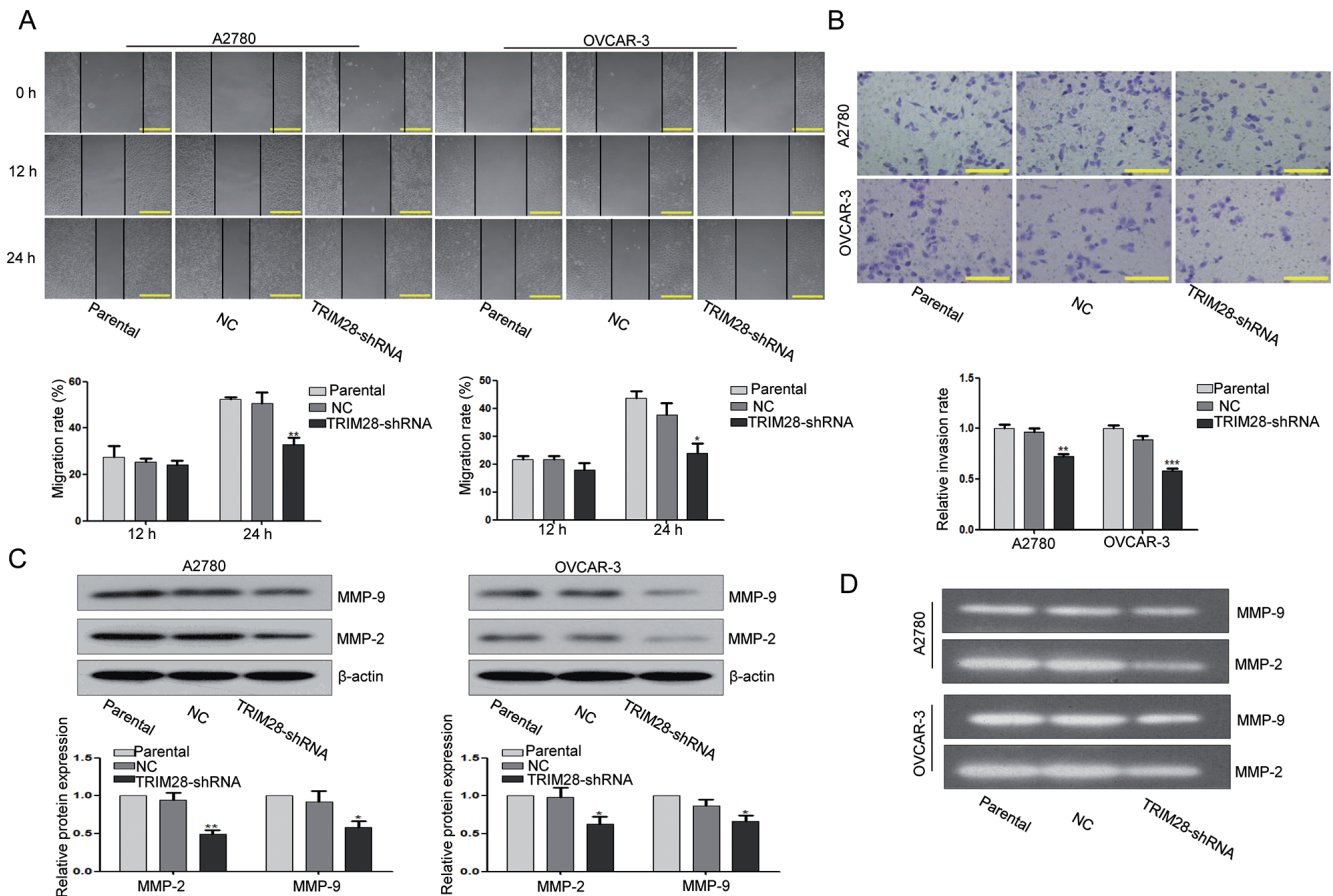 A
A2780
OVCAR-3
0 h
12 h
24 h
Parental
NC
TRIM28-shRNA
Parental
NC
TRIM28-shRNA
B
A2780
OVCAR-3
Parental
NC
TRIM28-shRNA
Migration rate (%)
60
40
20
0
12 h
24 h
**
Parental
NC
TRIM28-shRNA
Migration rate (%)
50
40
30
20
10
0
12 h
24 h
*
Parental
NC
TRIM28-shRNA
Relative invasion rate
1.5
1.0
0.5
0.0
A2780
OVCAR-3
**
***
Parental
NC
TRIM28-shRNA
C
A2780
MMP-9
MMP-2
β-actin
Parental
NC
TRIM28-shRNA
OVCAR-3
MMP-9
MMP-2
β-actin
Parental
NC
TRIM28-shRNA
Relative protein expression
1.5
1.0
0.5
0.0
MMP-2
MMP-9
**
*
Parental
NC
TRIM28-shRNA
Relative protein expression
1.5
1.0
0.5
0.0
MMP-2
MMP-9
*
*
Parental
NC
TRIM28-shRNA
D
A2780
MMP-9
MMP-2
OVCAR-3
MMP-9
MMP-2
Parental
NC
TRIM28-shRNA